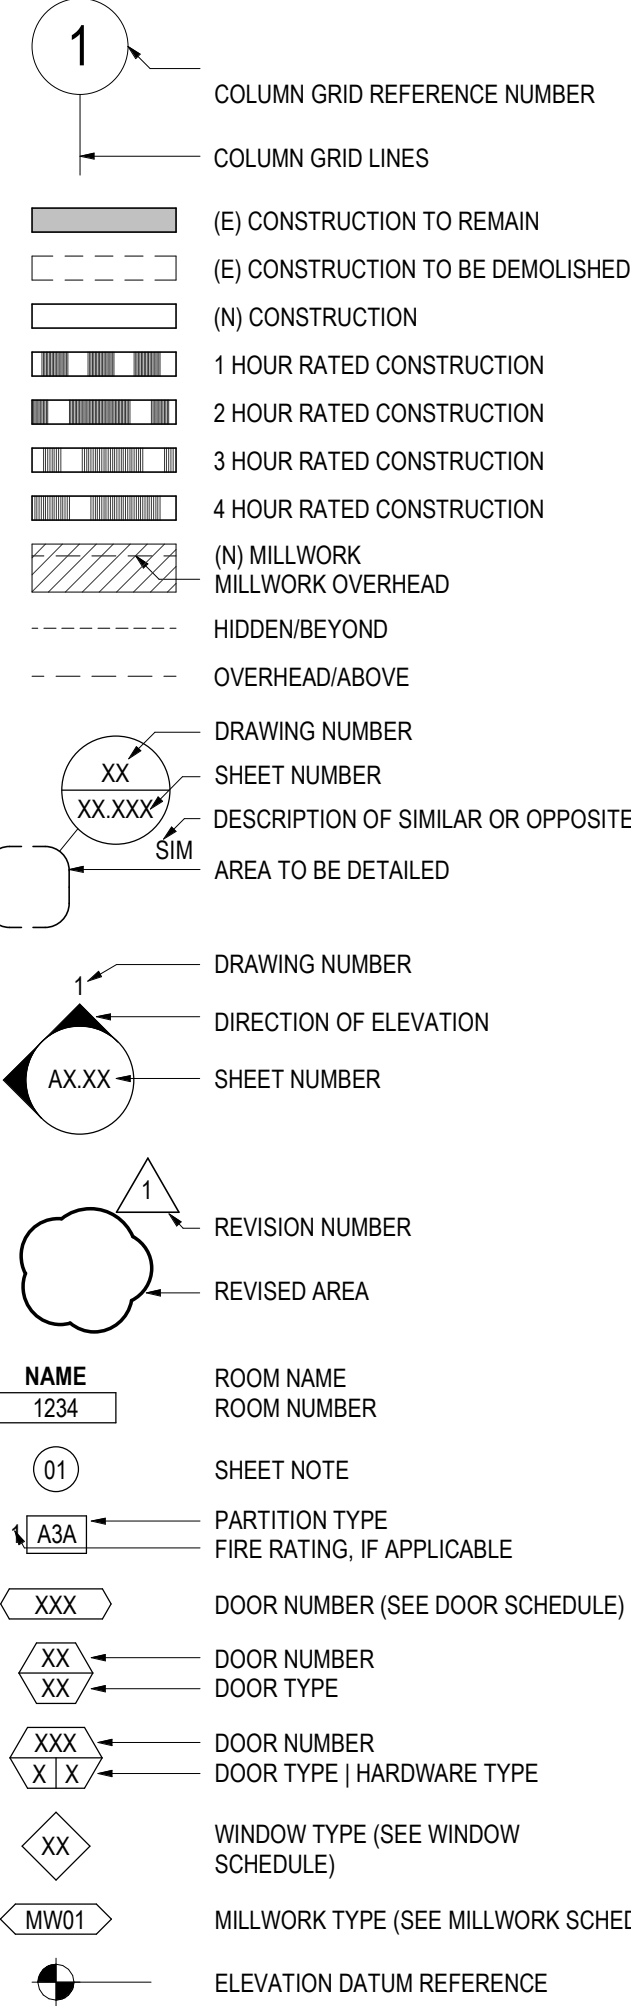 1
COLUMN GRID REFERENCE NUMBER
COLUMN GRID LINES
(E) CONSTRUCTION TO REMAIN
(E) CONSTRUCTION TO BE DEMOLISHED
(N) CONSTRUCTION
1 HOUR RATED CONSTRUCTION
2 HOUR RATED CONSTRUCTION
3 HOUR RATED CONSTRUCTION
4 HOUR RATED CONSTRUCTION
(N) MILLWORK
MILLWORK OVERHEAD
HIDDEN/BEYOND
OVERHEAD/ABOVE
DRAWING NUMBER
XX
SHEET NUMBER
XX.XXX
DESCRIPTION OF SIMILAR OR OPPOSITE
SIM
AREA TO BE DETAILED
DRAWING NUMBER
1
DIRECTION OF ELEVATION
AX.XX
SHEET NUMBER
1
REVISION NUMBER
REVISED AREA
NAME
ROOM NAME
1234
ROOM NUMBER
01
SHEET NOTE
PARTITION TYPE
1
A3A
FIRE RATING, IF APPLICABLE
XXX
DOOR NUMBER (SEE DOOR SCHEDULE)
XX
DOOR NUMBER
XX
DOOR TYPE
XXX
DOOR NUMBER
X X
DOOR TYPE | HARDWARE TYPE
XX
WINDOW TYPE (SEE WINDOW
SCHEDULE)
MW01
MILLWORK TYPE (SEE MILLWORK SCHED
ELEVATION DATUM REFERENCE